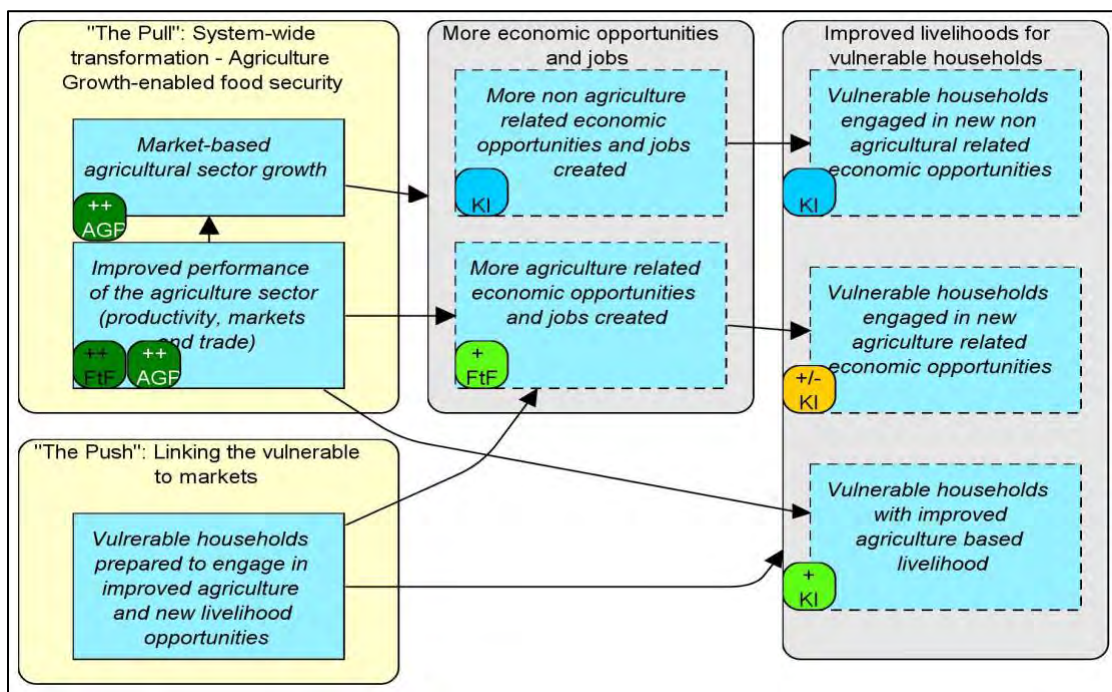 "The Pull": System-wide
transformation - Agriculture
Growth-enabled food security
Market-based
agricultural sector growth
++
AGP
Improved performance
of the agriculture sector
(productivity, markets
and trade)
++
FtF
++
AGP
"The Push": Linking the vulnerable
to markets
Vulrerable households
prepared to engage in
improved agriculture
and new livelihood
opportunities
More economic opportunities
and jobs
More non agriculture
related economic
opportunities and jobs
created
KI
More agriculture related
economic opportunities
and jobs created
+
FtF
Improved livelihoods for
vulnerable households
Vulnerable households
engaged in new non
agricultural related
economic opportunities
KI
Vulnerable households
engaged in new
agriculture related
economic opportunities
+/-
KI
Vulnerable households
with improved
agriculture based
livelihood
+
KI